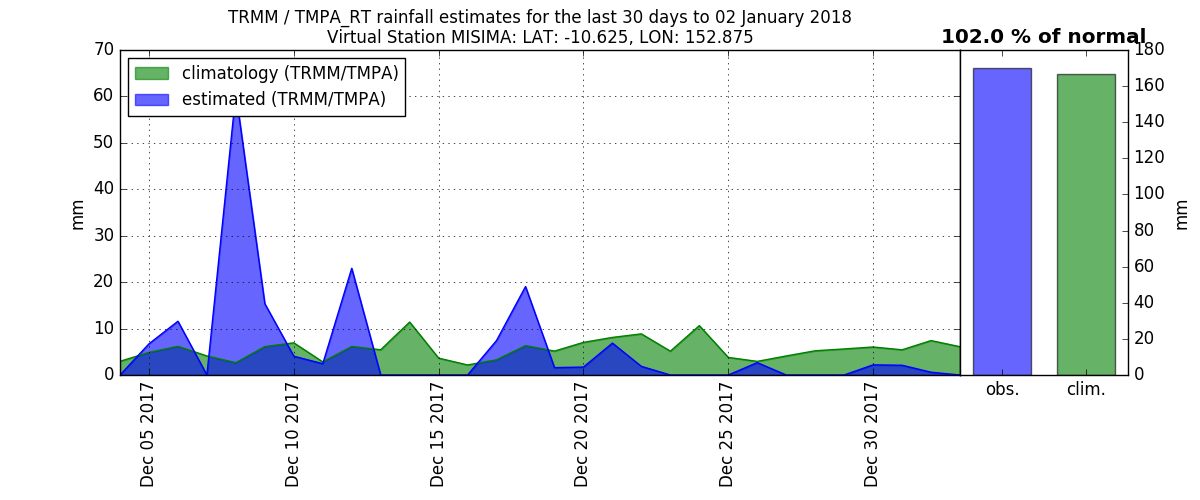 TRMM / TMPA_RT rainfall estimates for the last 30 days to 02 January 2018
Virtual Station MISIMA: LAT: -10.625, LON: 152.875
102.0 % of normal
climatology (TRMM/TMPA)
estimated (TRMM/TMPA)
mm
70
60
50
40
30
20
10
0
Dec 05 2017
Dec 10 2017
Dec 15 2017
Dec 20 2017
Dec 25 2017
Dec 30 2017
obs.
clim.
180
160
140
120
100
80
60
40
20
0
mm